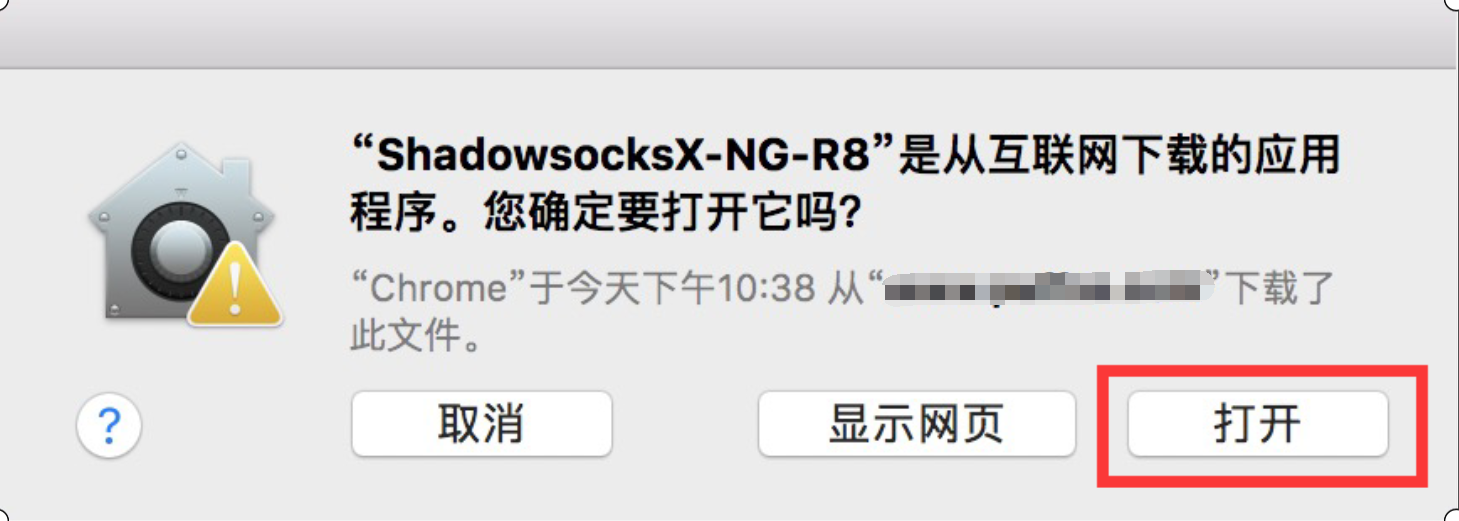 “ShadowsocksX-NG-R8”是从互联网下载的应用
程序。您确定要打开它吗?
“Chrome”于今天下午10:38 从“”下载了
此文件。
?
取消
显示网页
打开